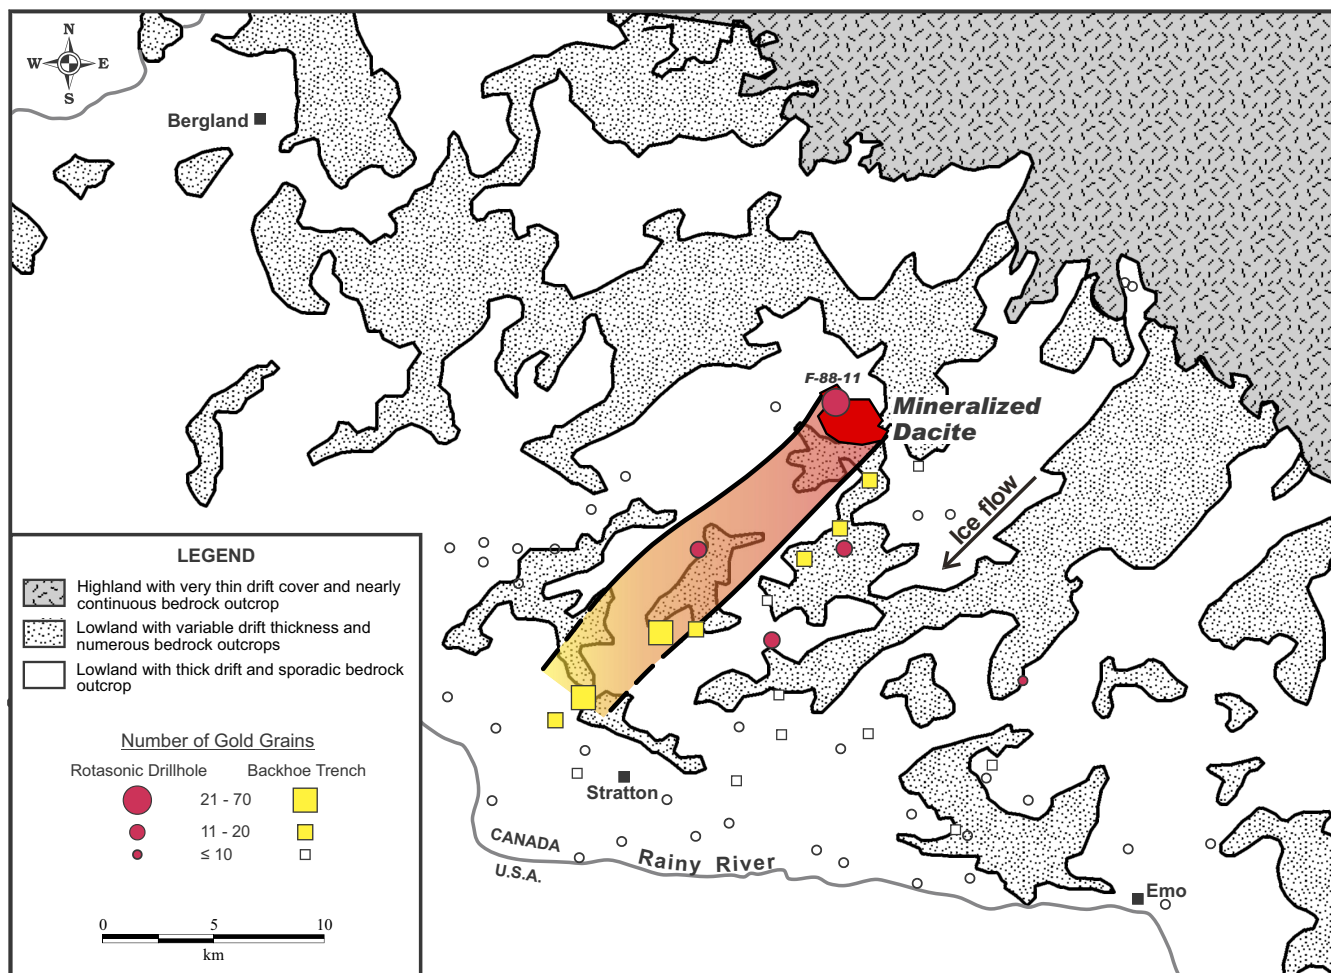 N
W E
S
Bergland
F-88-11
Mineralized
Dacite
Ice flow
LEGEND
Highland with very thin drift cover and nearly
continuous bedrock outcrop
Lowland with variable drift thickness and
numerous bedrock outcrops
Lowland with thick drift and sporadic bedrock
outcrop
Number of Gold Grains
Rotasonic Drillhole Backhoe Trench
21 - 70
11 - 20
≤ 10
0 5 10
km
Stratton
CANADA
U.S.A.
Rainy River
Emo